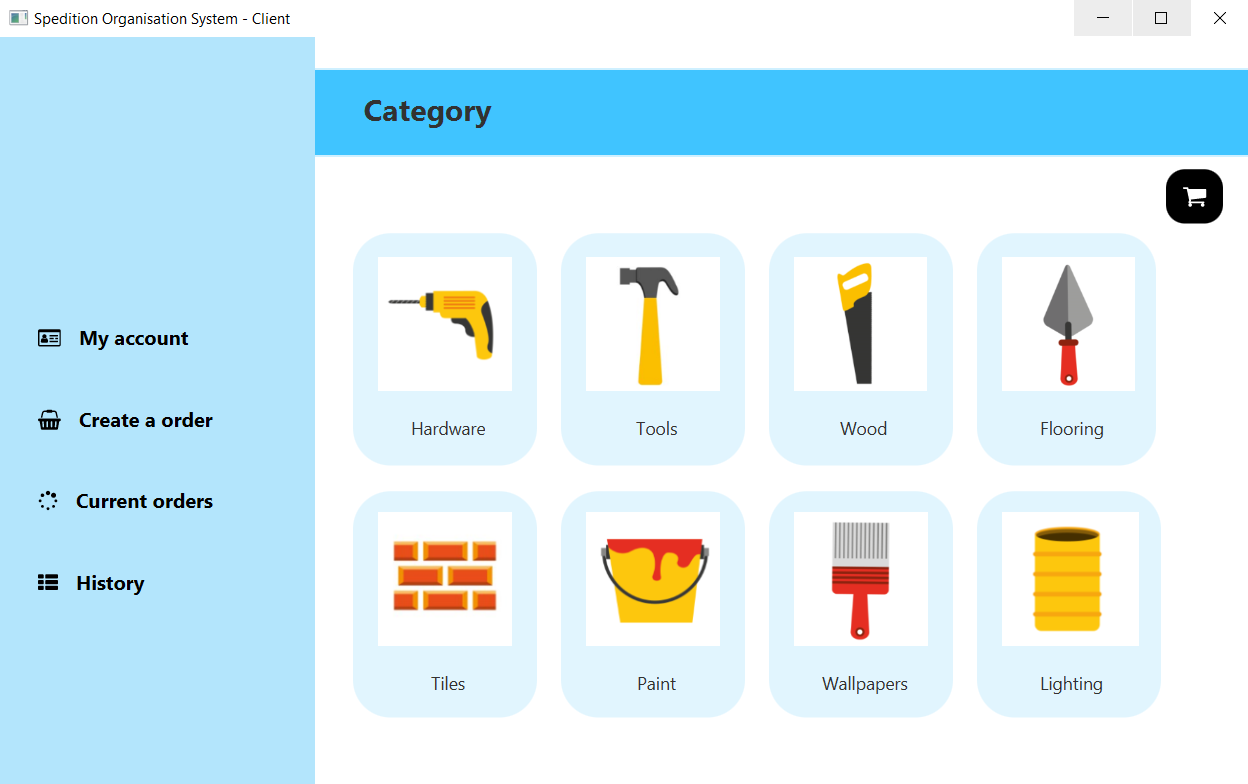 Spedition Organisation System - Client
Category
My account
Create a order
Current orders
History
Hardware
Tools
Wood
Flooring
Tiles
Paint
Wallpapers
Lighting